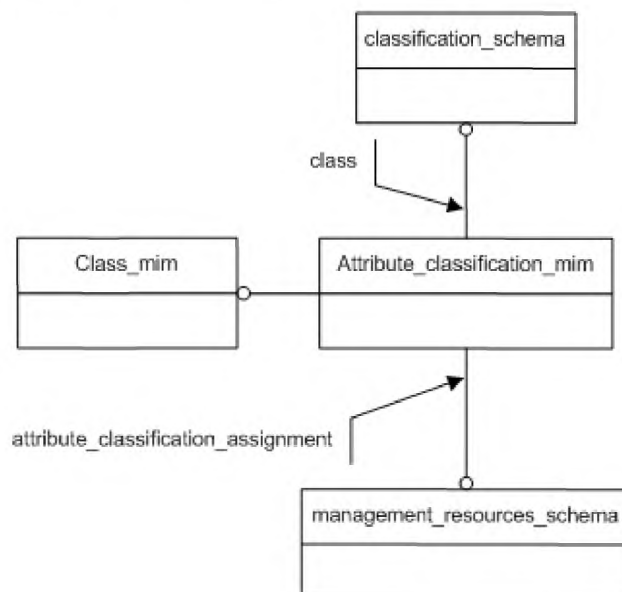 classification_schema
class
Class_mim
Attribute_classification_mim
attribute_classification_assignment
management_resources_schema